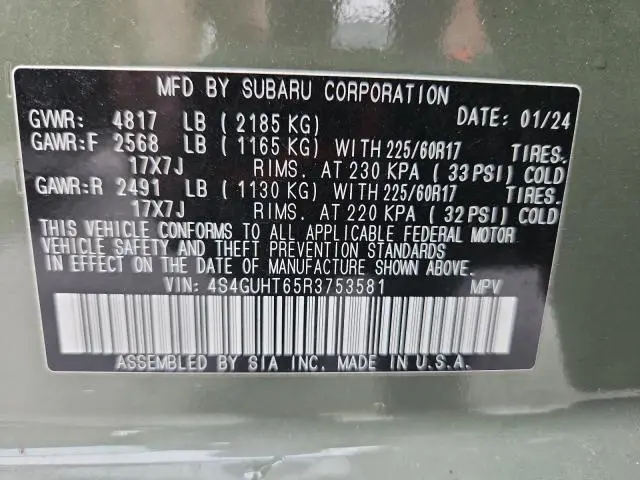 MFD BY SUBARU CORPORATION
GVWR: 4817 LB ( 2185 KG) DATE: 01/24
GAWR:F 2568 LB ( 1165 KG) WITH 225/60R17 TIRES.
17X7J RIMS. AT 230 KPA ( 33 PSI) COLD
GAWR:R 2491 LB ( 1130 KG) WITH 225/60R17 TIRES.
17X7J RIMS. AT 220 KPA ( 32 PSI) COLD
THIS VEHICLE CONFORMS TO ALL APPLICABLE FEDERAL MOTOR
VEHICLE SAFETY AND THEFT PREVENTION STANDARDS
IN EFFECT ON THE DATE OF MANUFACTURE SHOWN ABOVE.
VIN: 4S4GUHT65R3753581 MPV
ASSEMBLED BY SIA INC. MADE IN U.S.A.